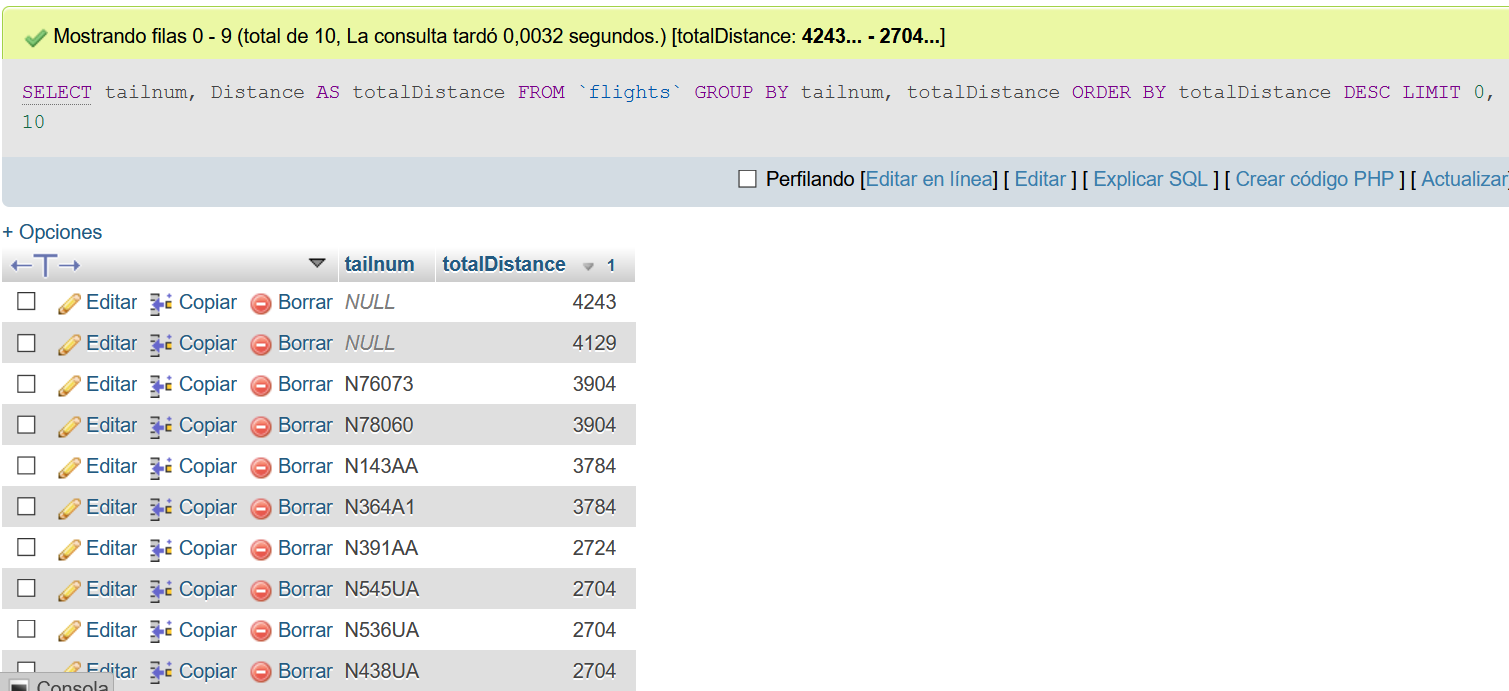 Mostrando filas 0 - 9 (total de 10, La consulta tardó 0,0032 segundos.) [totalDistance: 4243... - 2704...]
SELECT tailnum, Distance AS totalDistance FROM `flights` GROUP BY tailnum, totalDistance ORDER BY totalDistance DESC LIMIT 0,
10
Perfilando [Editar en línea] [ Editar ] [ Explicar SQL ] [ Crear código PHP ] [ Actualizar]
+ Opciones
←T→ tailnum totalDistance 1
Editar Copiar Borrar NULL 4243
Editar Copiar Borrar NULL 4129
Editar Copiar Borrar N76073 3904
Editar Copiar Borrar N78060 3904
Editar Copiar Borrar N143AA 3784
Editar Copiar Borrar N364A1 3784
Editar Copiar Borrar N391AA 2724
Editar Copiar Borrar N545UA 2704
Editar Copiar Borrar N536UA 2704
Editar Copiar Borrar N438UA 2704
Consola